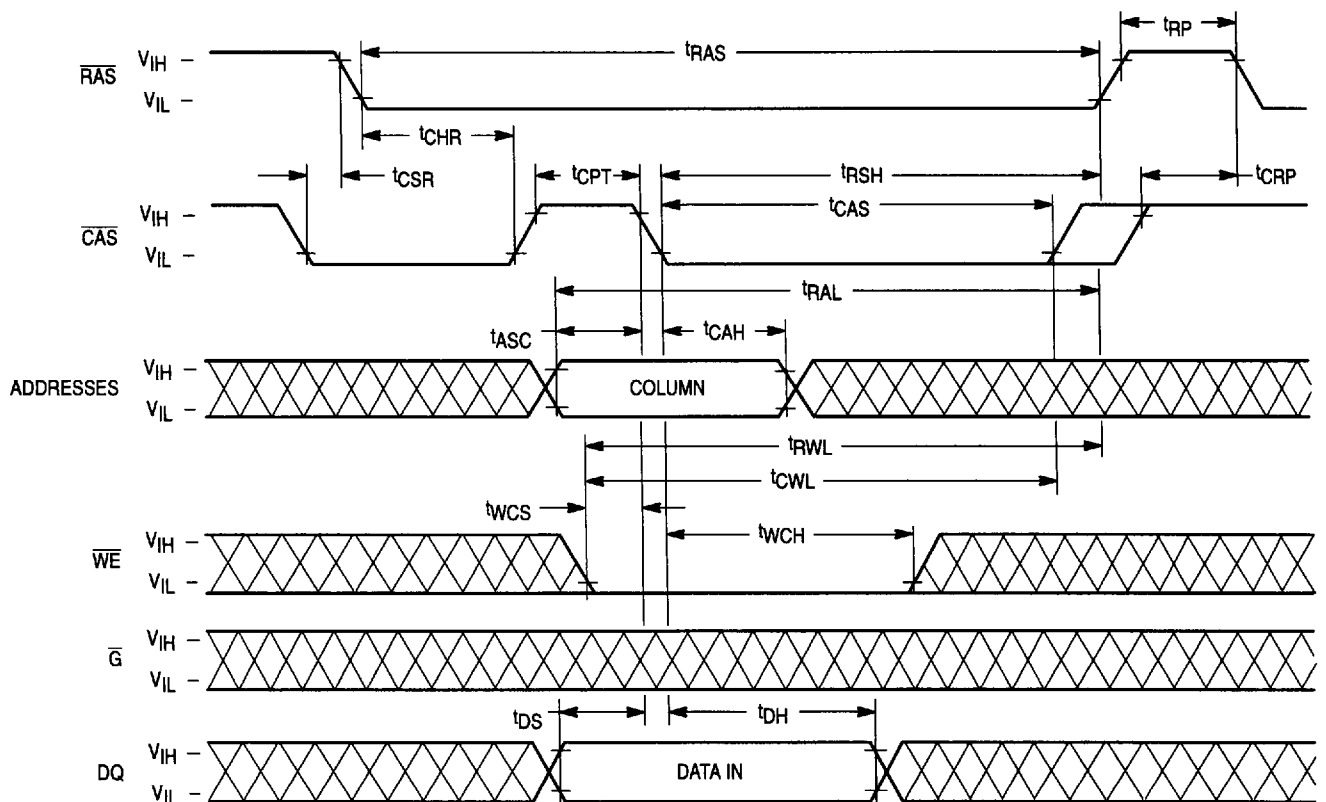 tRP
tRAS
RAS
VIH
VIL
tCHR
tCSR
tCPT
tRSH
tCRP
tCAS
CAS
VIH
VIL
tRAL
tASC
tCAH
ADDRESSES
VIH
VIL
COLUMN
tRWL
tCWL
tWCS
tWCH
WE
VIH
VIL
G
VIH
VIL
tDS
tDH
DQ
VIH
VIL
DATA IN